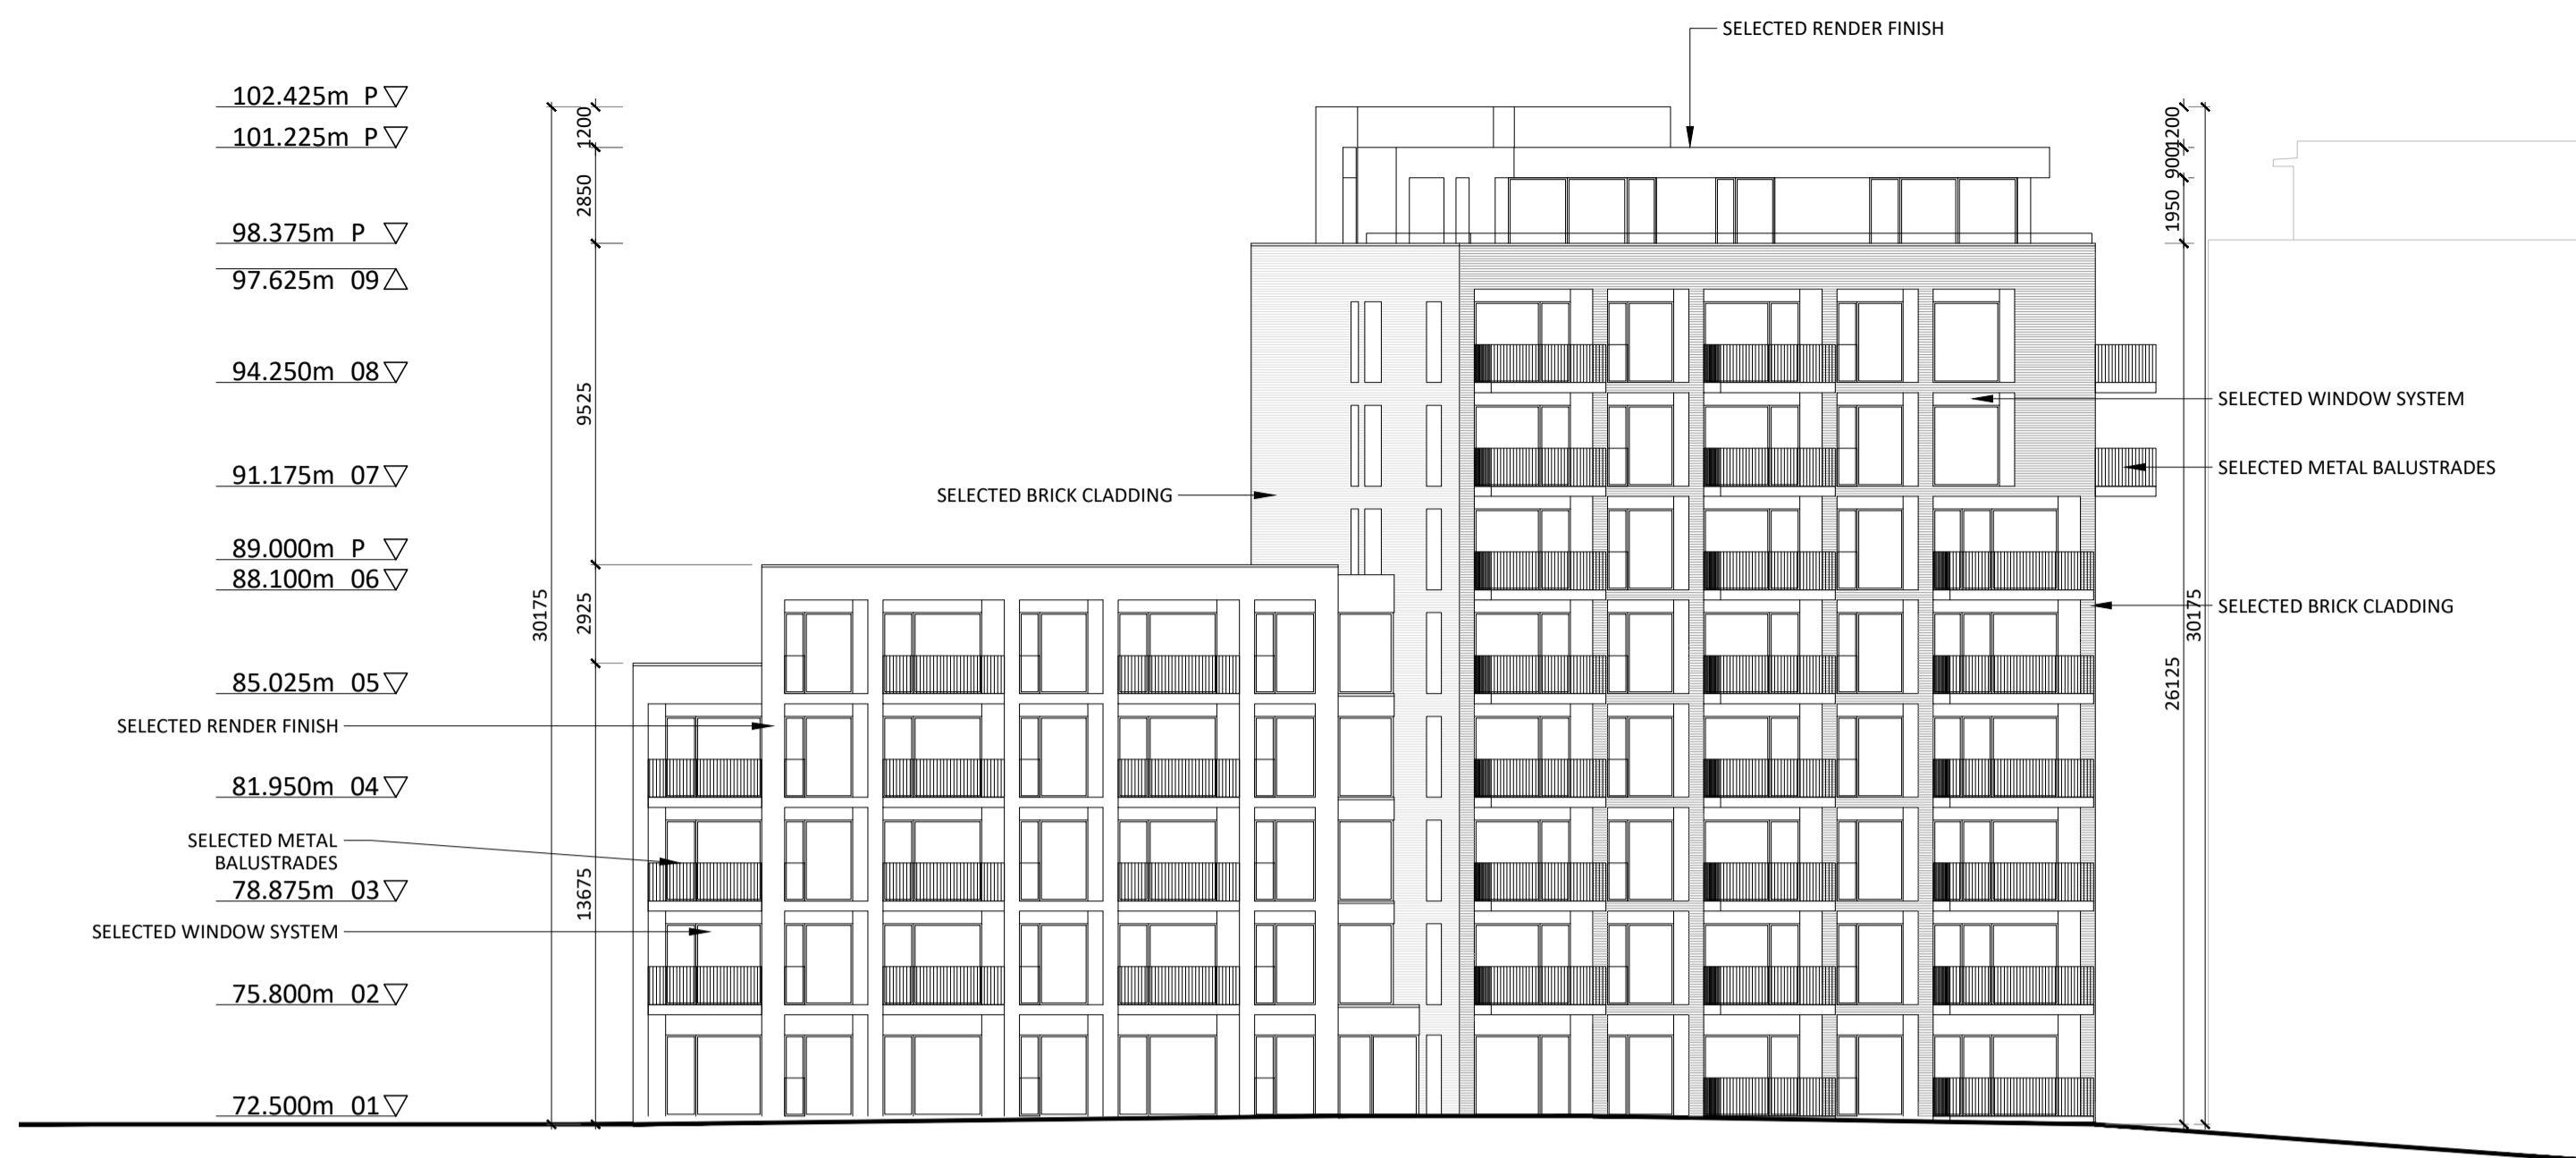 SELECTED RENDER FINISH
102.425m P
101.225m P
98.375m P
97.625m 09
94.250m 08
91.175m 07
89.000m P
88.100m 06
85.025m 05
81.950m 04
78.875m 03
75.800m 02
72.500m 01
SELECTED RENDER FINISH
SELECTED METAL
BALUSTRADES
SELECTED WINDOW SYSTEM
30175
1200
2850
9525
2925
13675
SELECTED BRICK CLADDING
1200
900
1950
26125
30175
SELECTED WINDOW SYSTEM
SELECTED METAL BALUSTRADES
SELECTED BRICK CLADDING